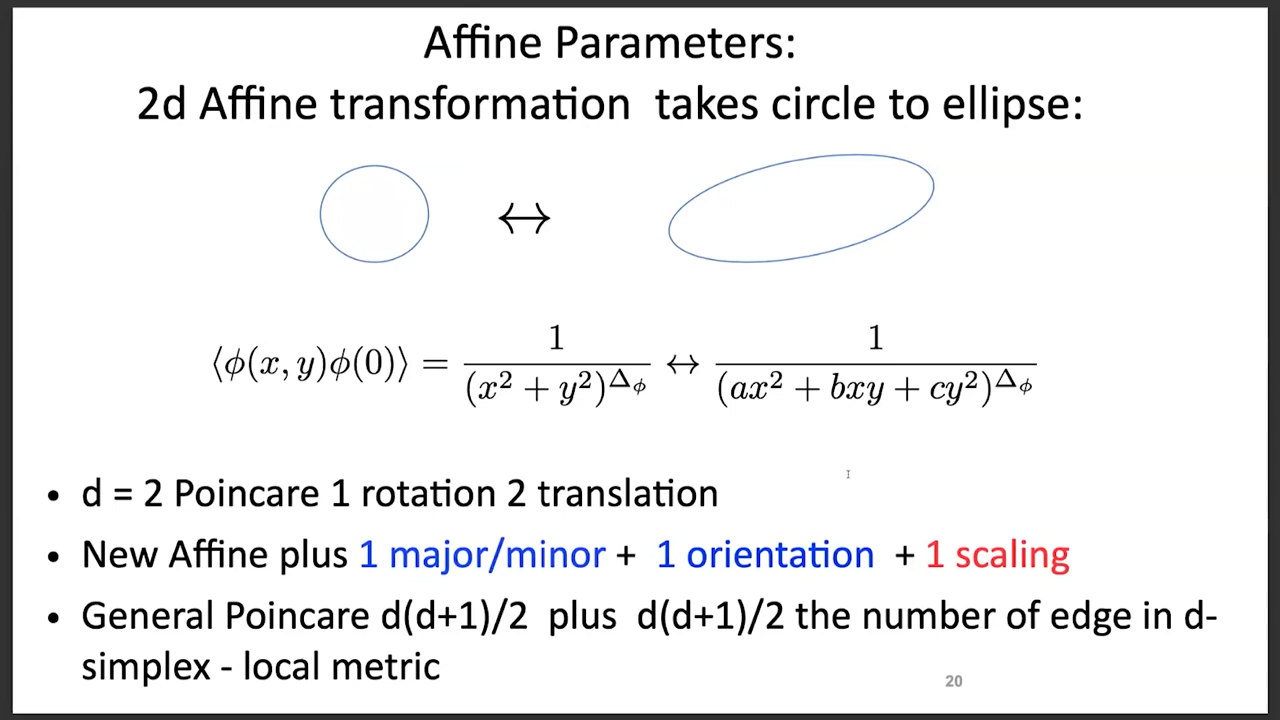 Affine Parameters:
2d Affine transformation takes circle to ellipse:
↔
⟨ϕ(x, y)ϕ(0)⟩ = 1/(x² + y²)^Δ_ϕ ↔ 1/(ax² + bxy + cy²)^Δ_ϕ
• d = 2 Poincare 1 rotation 2 translation
• New Affine plus 1 major/minor + 1 orientation + 1 scaling
• General Poincare d(d+1)/2 plus d(d+1)/2 the number of edge in d-
simplex - local metric
20